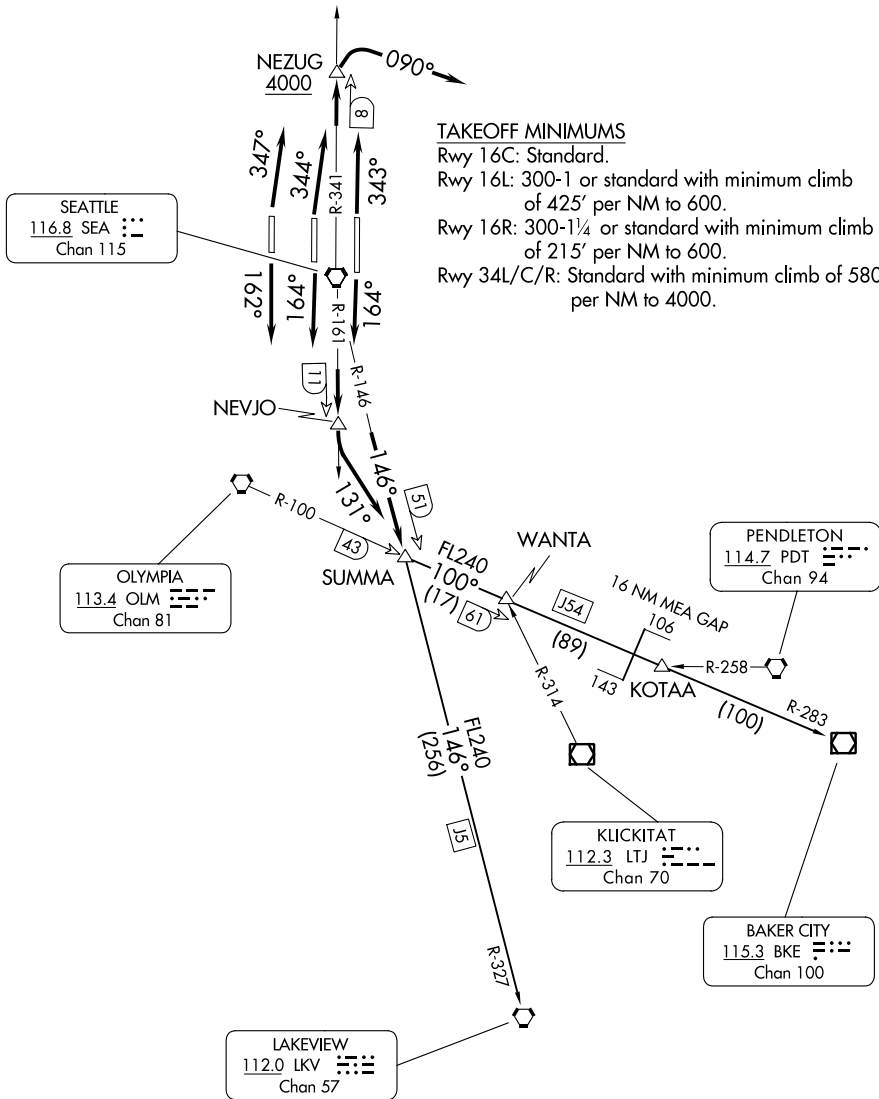 NEZUG
4000
090°
8
347°
344°
343°
R-341
TAKEOFF MINIMUMS
Rwy 16C: Standard.
Rwy 16L: 300-1 or standard with minimum climb
of 425' per NM to 600.
Rwy 16R: 300-1¼ or standard with minimum climb
of 215' per NM to 600.
Rwy 34L/C/R: Standard with minimum climb of 580
per NM to 4000.
SEATTLE
116.8 SEA
Chan 115
162°
164°
164°
R-161
11
R-146
NEVJO
131°
146°
51
R-100
43
OLYMPIA
113.4 OLM
Chan 81
SUMMA
FL240
100°
(17)
61
WANTA
J54
(89)
16 NM MEA GAP
106
143
KOTAA
R-258
PENDLETON
114.7 PDT
Chan 94
R-314
(100)
R-283
FL240
146°
(256)
J5
KLICKITAT
112.3 LTJ
Chan 70
BAKER CITY
115.3 BKE
Chan 100
R-327
LAKEVIEW
112.0 LKV
Chan 57